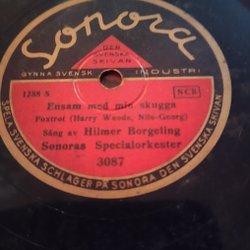 Sonora
DEN
SVENSKA
SKIVAN
GYNNA SVENSK INDUSTRI
1288 S
NCB
Ensam med min skugga
Foxtrot (Harry Woods, Nils-Georg)
Sång av Hilmer Borgeling
Sonoras Specialorkester
3087
SPELA SVENSKA SCHLAGER PÅ SONORA DEN SVENSKA SKIVAN